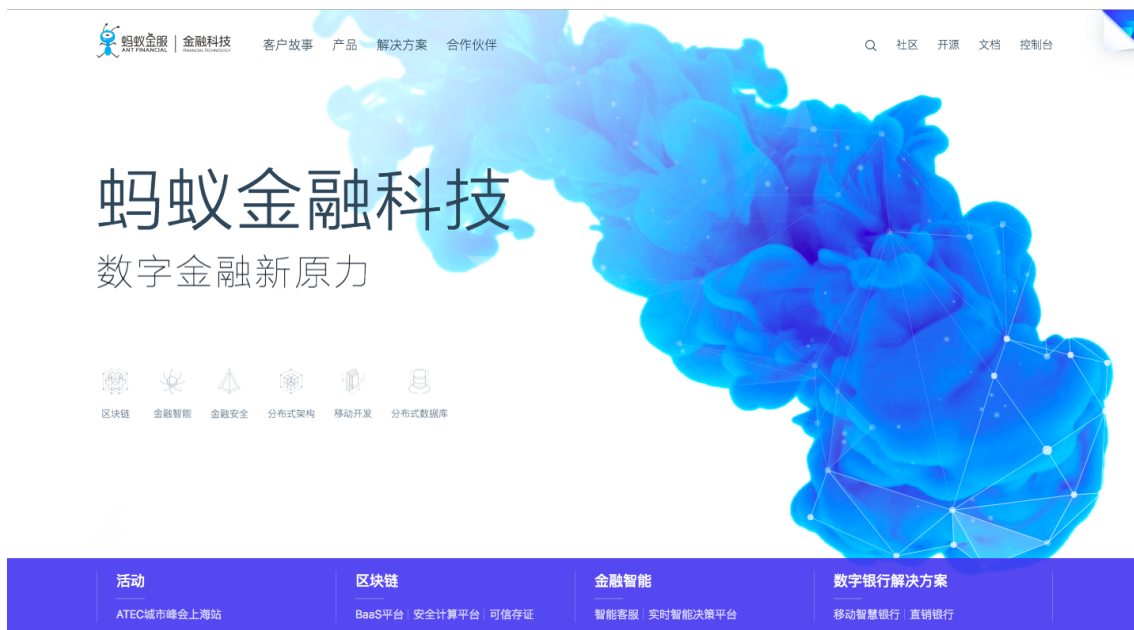 蚂蚁金服 金融科技
ANT FINANCIAL FINANCIAL TECHNOLOGY
客户故事 产品 解决方案 合作伙伴 社区 开源 文档 控制台
蚂蚁金融科技
数字金融新原力
区块链 金融智能 金融安全 分布式架构 移动开发 分布式数据库
活动 区块链 金融智能 数字银行解决方案
ATEC城市峰会上海站 BaaS平台 | 安全计算平台 | 可信存证 智能客服 | 实时智能决策平台 移动智慧银行 | 直销银行